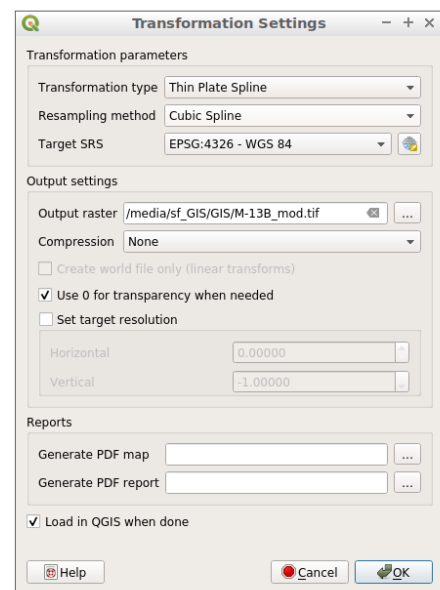 Transformation Settings
Transformation parameters
Transformation type Thin Plate Spline
Resampling method Cubic Spline
Target SRS EPSG:4326 - WGS 84
Output settings
Output raster /media/sf_GIS/GIS/M-13B_mod.tif ...
Compression None
Create world file only (linear transforms)
Use 0 for transparency when needed
Set target resolution
Horizontal 0.00000
Vertical -1.00000
Reports
Generate PDF map ...
Generate PDF report ...
Load in QGIS when done
Help Cancel OK